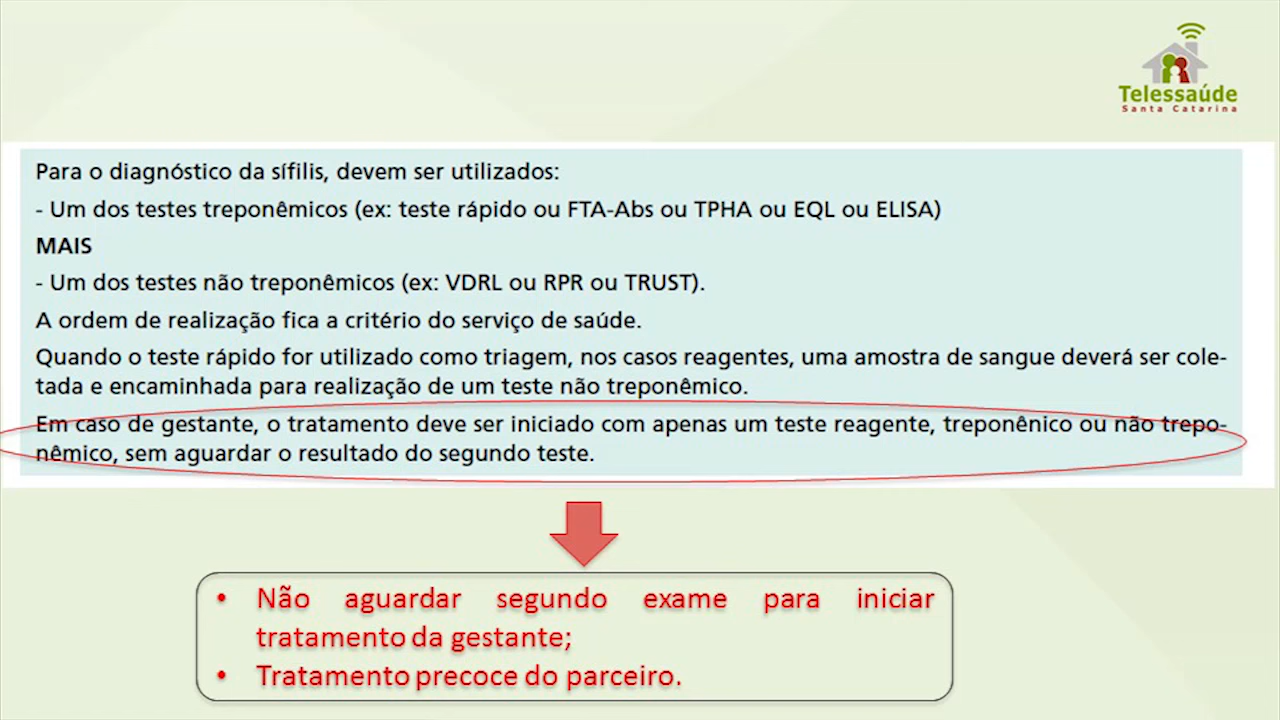 Telessaúde
Santa Catarina
Para o diagnóstico da sífilis, devem ser utilizados:
- Um dos testes treponêmicos (ex: teste rápido ou FTA-Abs ou TPHA ou EQL ou ELISA)
MAIS
- Um dos testes não treponêmicos (ex: VDRL ou RPR ou TRUST).
A ordem de realização fica a critério do serviço de saúde.
Quando o teste rápido for utilizado como triagem, nos casos reagentes, uma amostra de sangue deverá ser cole-
tada e encaminhada para realização de um teste não treponêmico.
Em caso de gestante, o tratamento deve ser iniciado com apenas um teste reagente, treponênico ou não trepo-
nêmico, sem aguardar o resultado do segundo teste.
• Não aguardar segundo exame para iniciar
tratamento da gestante;
• Tratamento precoce do parceiro.